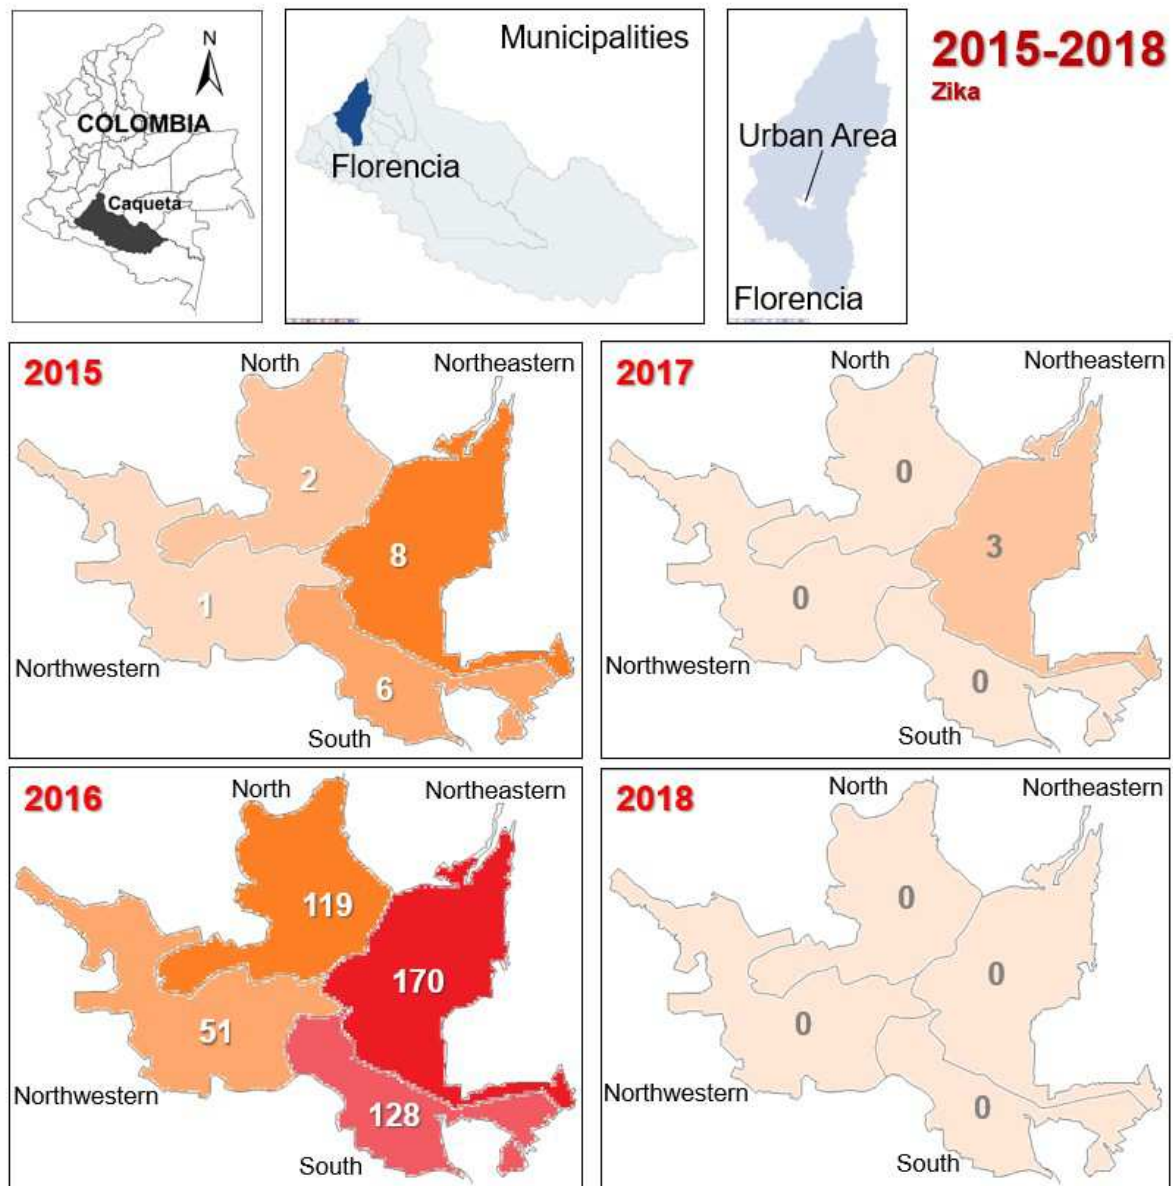 N
COLOMBIA
Caqueta
Municipalities
Florencia
Urban Area
Florencia
2015-2018
Zika
2015
North
Northeastern
2
8
1
Northwestern
6
South
2017
North
Northeastern
0
3
0
Northwestern
0
South
2016
North
Northeastern
119
170
51
Northwestern
128
South
2018
North
Northeastern
0
0
0
Northwestern
0
South